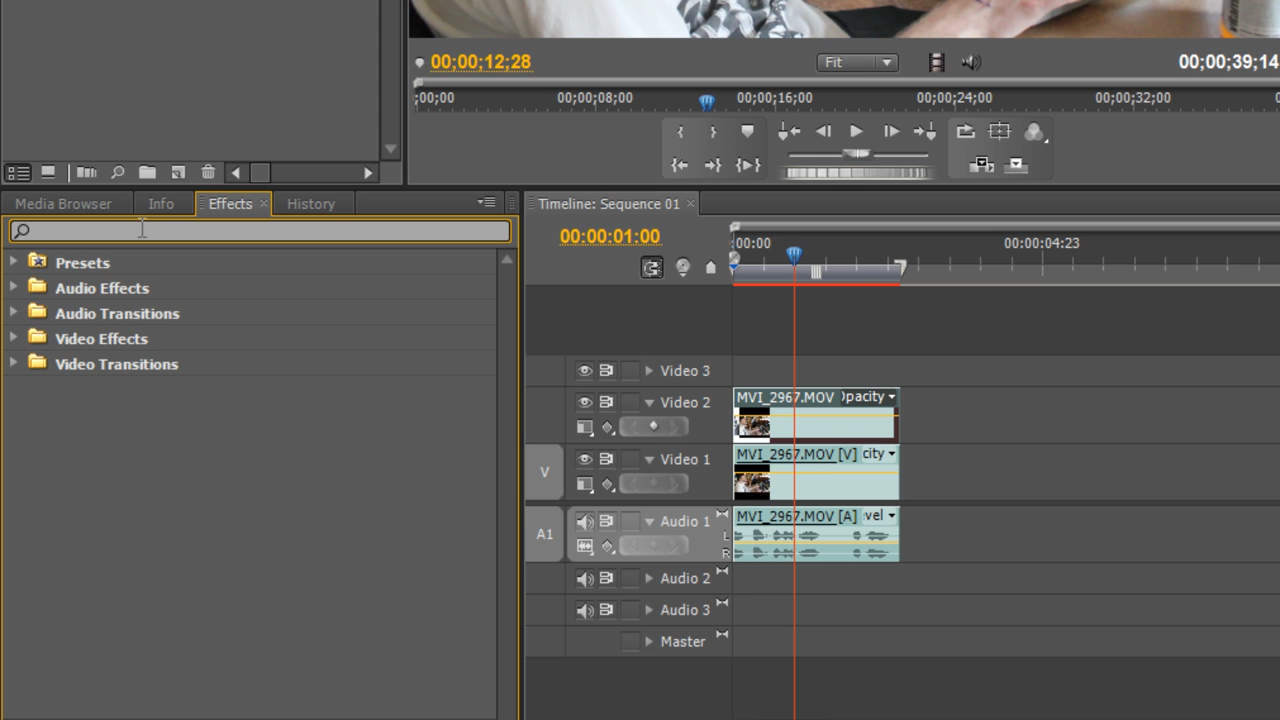 00;00;12;28
Fit
00;00;39;14
;00;00
00;00;08;00
00;00;16;00
00;00;24;00
00;00;32;00
Media Browser
Info
Effects
History
Timeline: Sequence 01
00:00:01:00
:00:00
00:00:04:23
Presets
Audio Effects
Audio Transitions
Video Effects
Video Transitions
Video 3
Video 2
MVI_2967.MOV Opacity
V
Video 1
MVI_2967.MOV [V] city
A1
Audio 1
MVI_2967.MOV [A] vel
L
R
Audio 2
Audio 3
Master